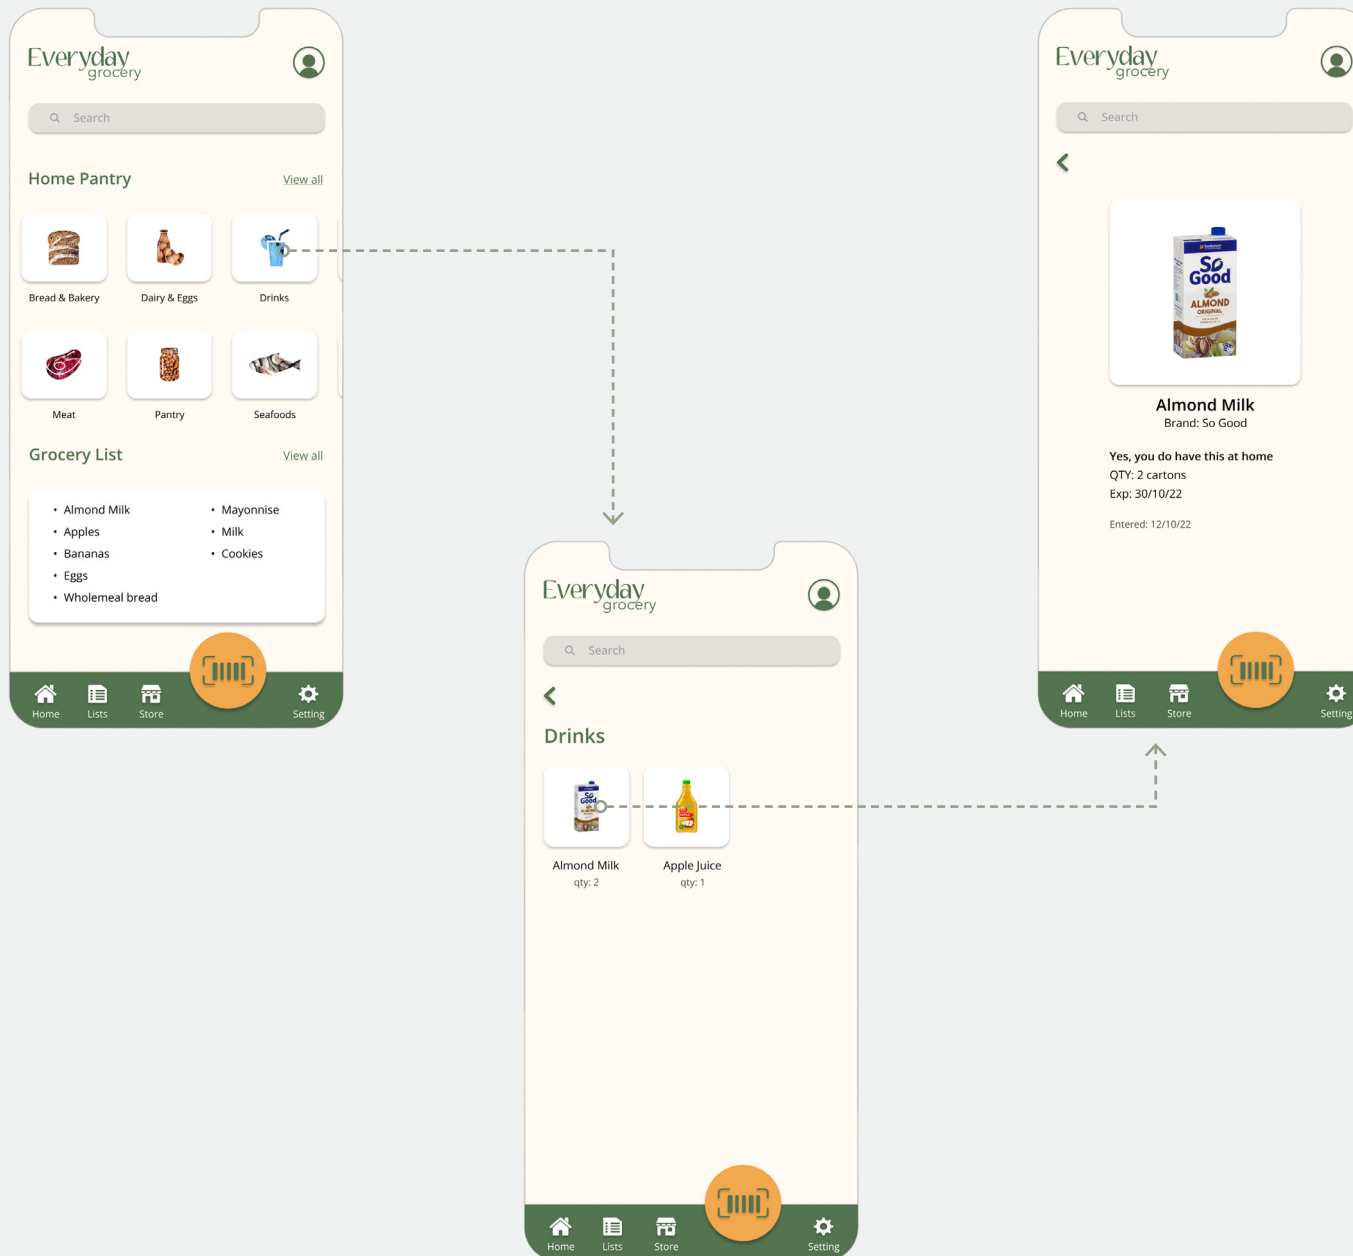 Everyday
grocery
Search
Home Pantry
View all
Bread & Bakery
Dairy & Eggs
Drinks
Meat
Pantry
Seafoods
Grocery List
View all
• Almond Milk
• Apples
• Bananas
• Eggs
• Wholemeal bread
• Mayonnise
• Milk
• Cookies
Home
Lists
Store
Setting
Everyday
grocery
Search
Drinks
So
Good
Almond Milk
qty: 2
Apple Juice
qty: 1
Home
Lists
Store
Setting
Everyday
grocery
Search
So
Good
ALMOND
ORIGINAL
Almond Milk
Brand: So Good
Yes, you do have this at home
QTY: 2 cartons
Exp: 30/10/22
Entered: 12/10/22
Home
Lists
Store
Setting